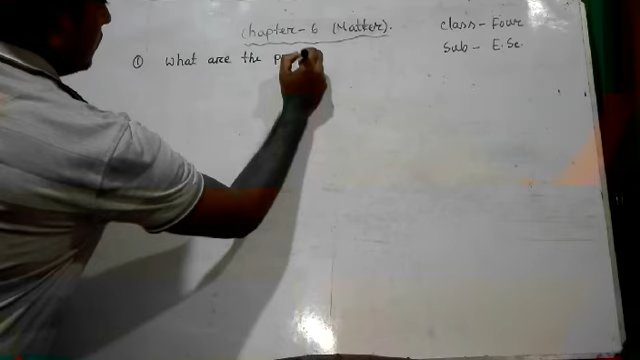 Chapter-6 (Matter).
Class - Four
Sub - E.Sc.
① What are the